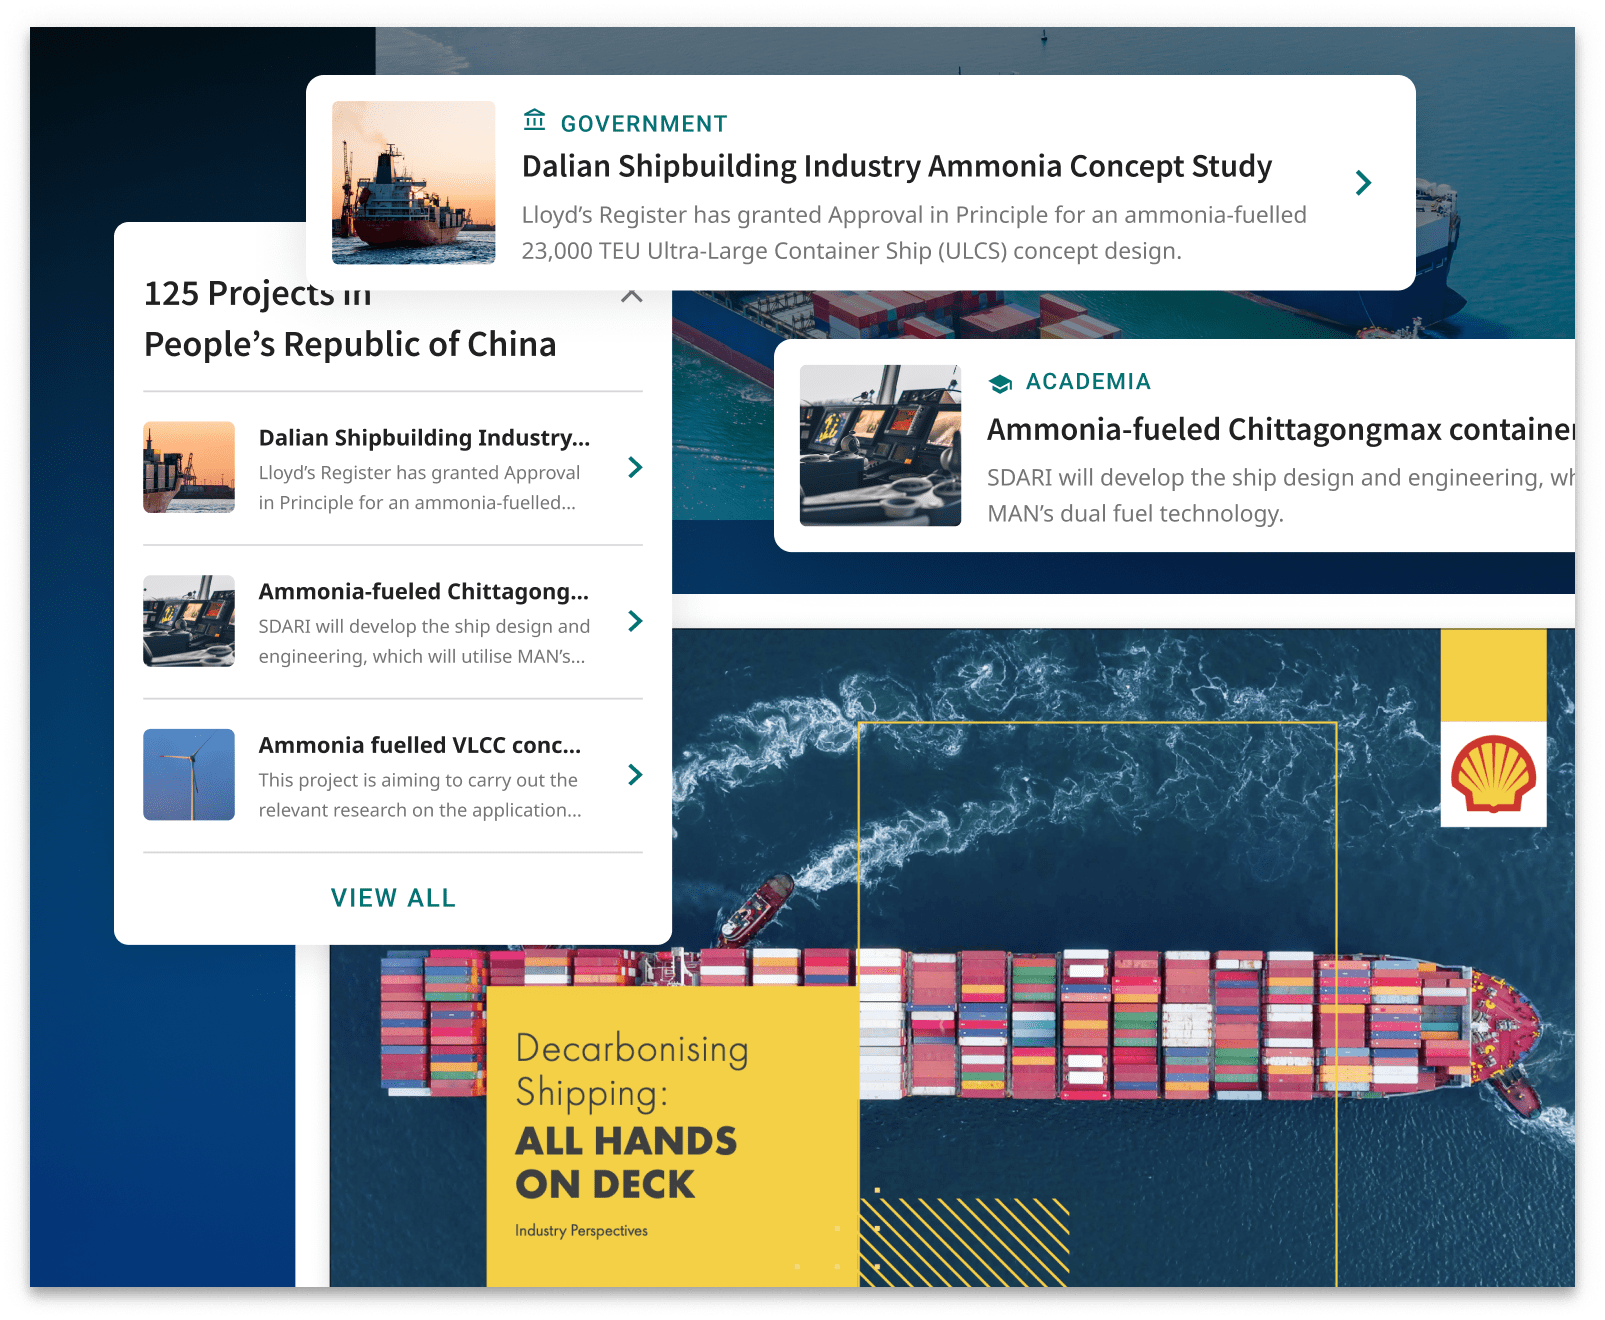 GOVERNMENT
Dalian Shipbuilding Industry Ammonia Concept Study
Lloyd’s Register has granted Approval in Principle for an ammonia-fuelled
23,000 TEU Ultra-Large Container Ship (ULCS) concept design.
125 Projects in
People’s Republic of China
Dalian Shipbuilding Industry...
Lloyd’s Register has granted Approval
in Principle for an ammonia-fuelled...
Ammonia-fueled Chittagong...
SDARI will develop the ship design and
engineering, which will utilise MAN’s...
Ammonia fuelled VLCC conc...
This project is aiming to carry out the
relevant research on the application...
VIEW ALL
ACADEMIA
Ammonia-fueled Chittagongmax container
SDARI will develop the ship design and engineering, wh
MAN’s dual fuel technology.
Decarbonising
Shipping:
ALL HANDS
ON DECK
Industry Perspectives